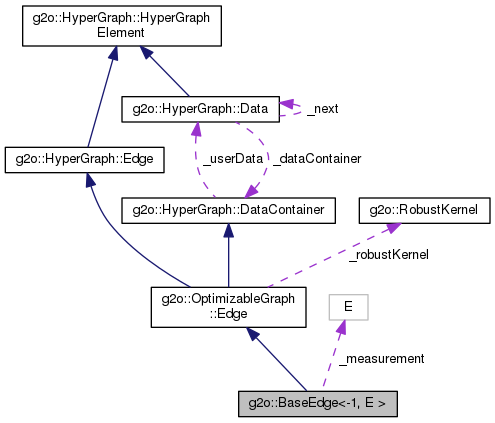 g2o::HyperGraph::HyperGraph
Element
g2o::HyperGraph::Data
_next
g2o::HyperGraph::Edge
_userData
_dataContainer
g2o::HyperGraph::DataContainer
g2o::RobustKernel
_robustKernel
g2o::OptimizableGraph
::Edge
E
_measurement
g2o::BaseEdge<-1, E >